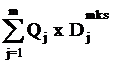 m
∑ Qⱼ x Dⱼ^mks
j=1